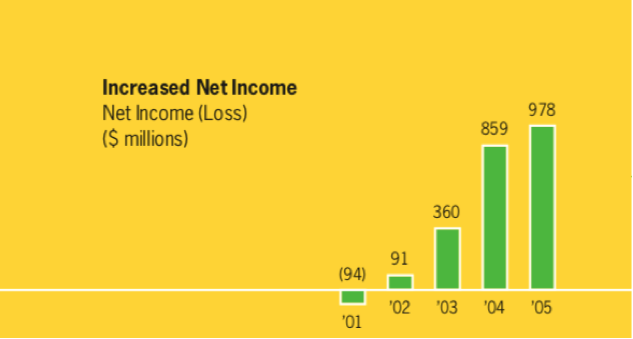 Increased Net Income
Net Income (Loss)
($ millions)
978
859
360
91
(94)
’02 ’03 ’04 ’05
’01